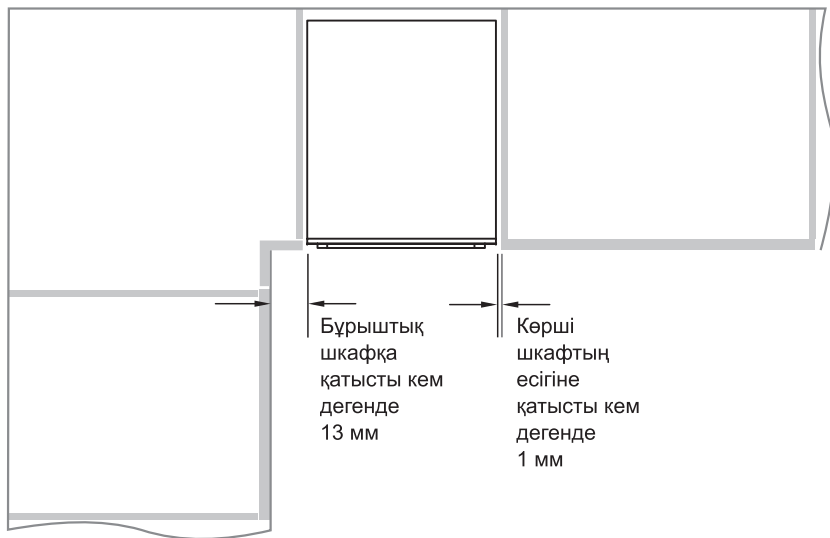 Бұрыштық
шкафқа
қатысты кем
дегенде
13 мм
Көрші
шкафтың
есігіне
қатысты кем
дегенде
1 мм